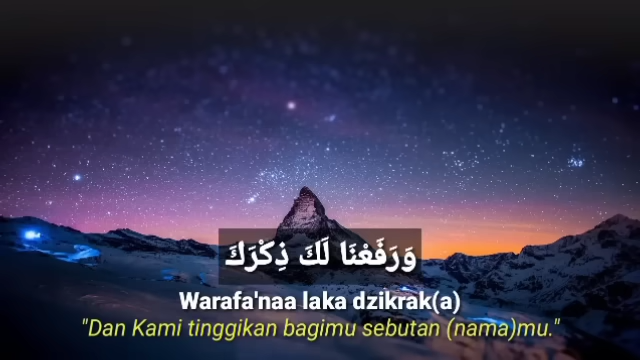 وَرَفَعْنَا لَكَ ذِكْرَكَ
Warafa'naa laka dzikrak(a)
"Dan Kami tinggikan bagimu sebutan (nama)mu."